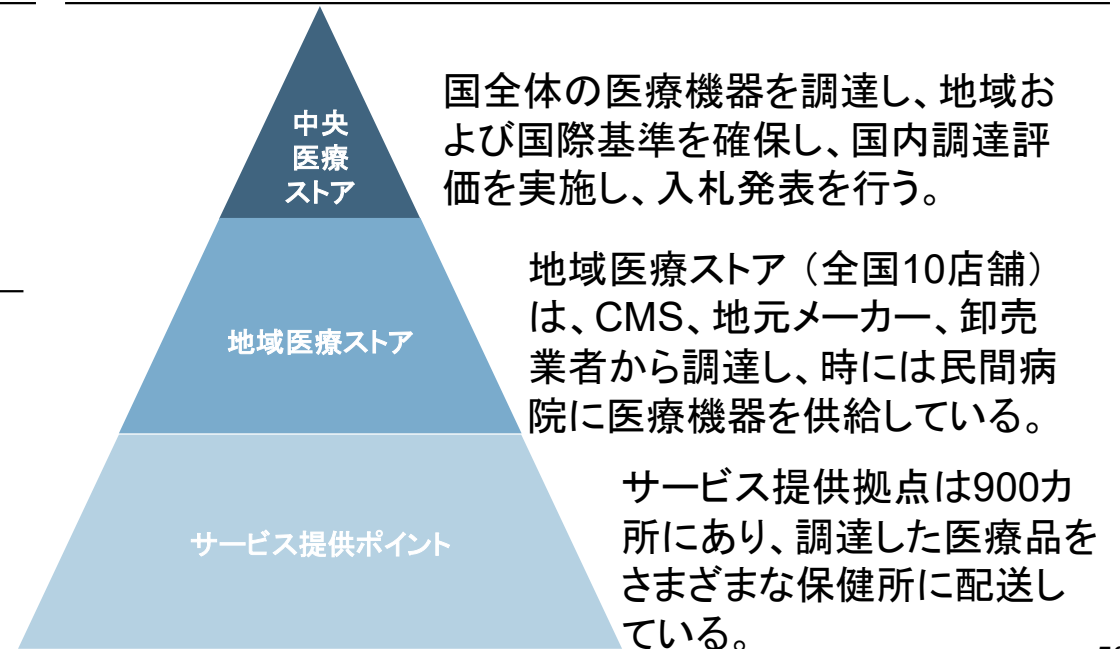 中央
医療
ストア
国全体の医療機器を調達し、地域お
よび国際基準を確保し、国内調達評
価を実施し、入札発表を行う。
地域医療ストア
地域医療ストア（全国10店舗）
は、CMS、地元メーカー、卸売
業者から調達し、時には民間病
院に医療機器を供給している。
サービス提供ポイント
サービス提供拠点は900カ
所にあり、調達した医療品を
さまざまな保健所に配送し
ている。